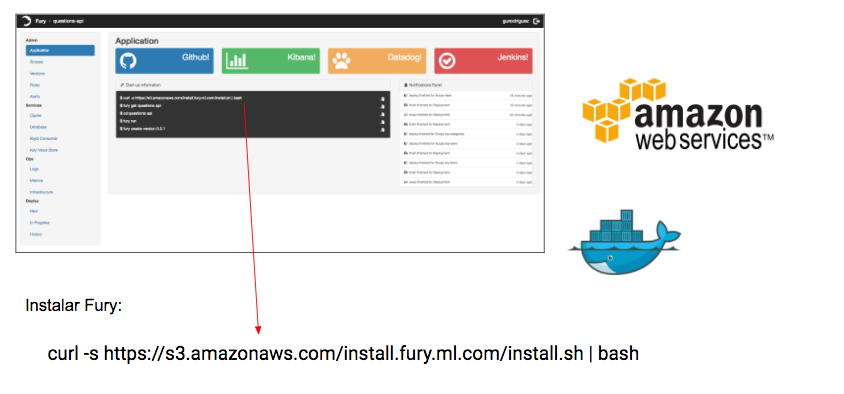 Fury - questions-api
gurodriguez
Admin
Application
Scopes
Versions
Roles
Alerts
Services
Cache
Database
BigQ Consumer
Key Value Store
Ops
Logs
Metrics
Infrastructure
Deploy
New
In Progress
History
Application
Github!
Kibana!
Datadog!
Jenkins!
Start-up information
$ curl -s https://s3.amazonaws.com/install.fury.ml.com/install.sh | bash
$ fury get questions-api
$ cd questions-api
$ fury run
$ fury create-version 0.0.1
Notifications Panel
amazon
web services™
Instalar Fury:
curl -s https://s3.amazonaws.com/install.fury.ml.com/install.sh | bash